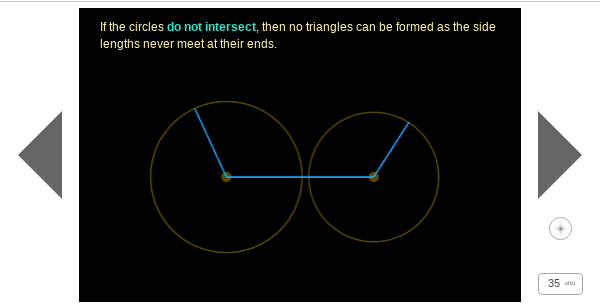 If the circles do not intersect, then no triangles can be formed as the side
lengths never meet at their ends.
35 of 81